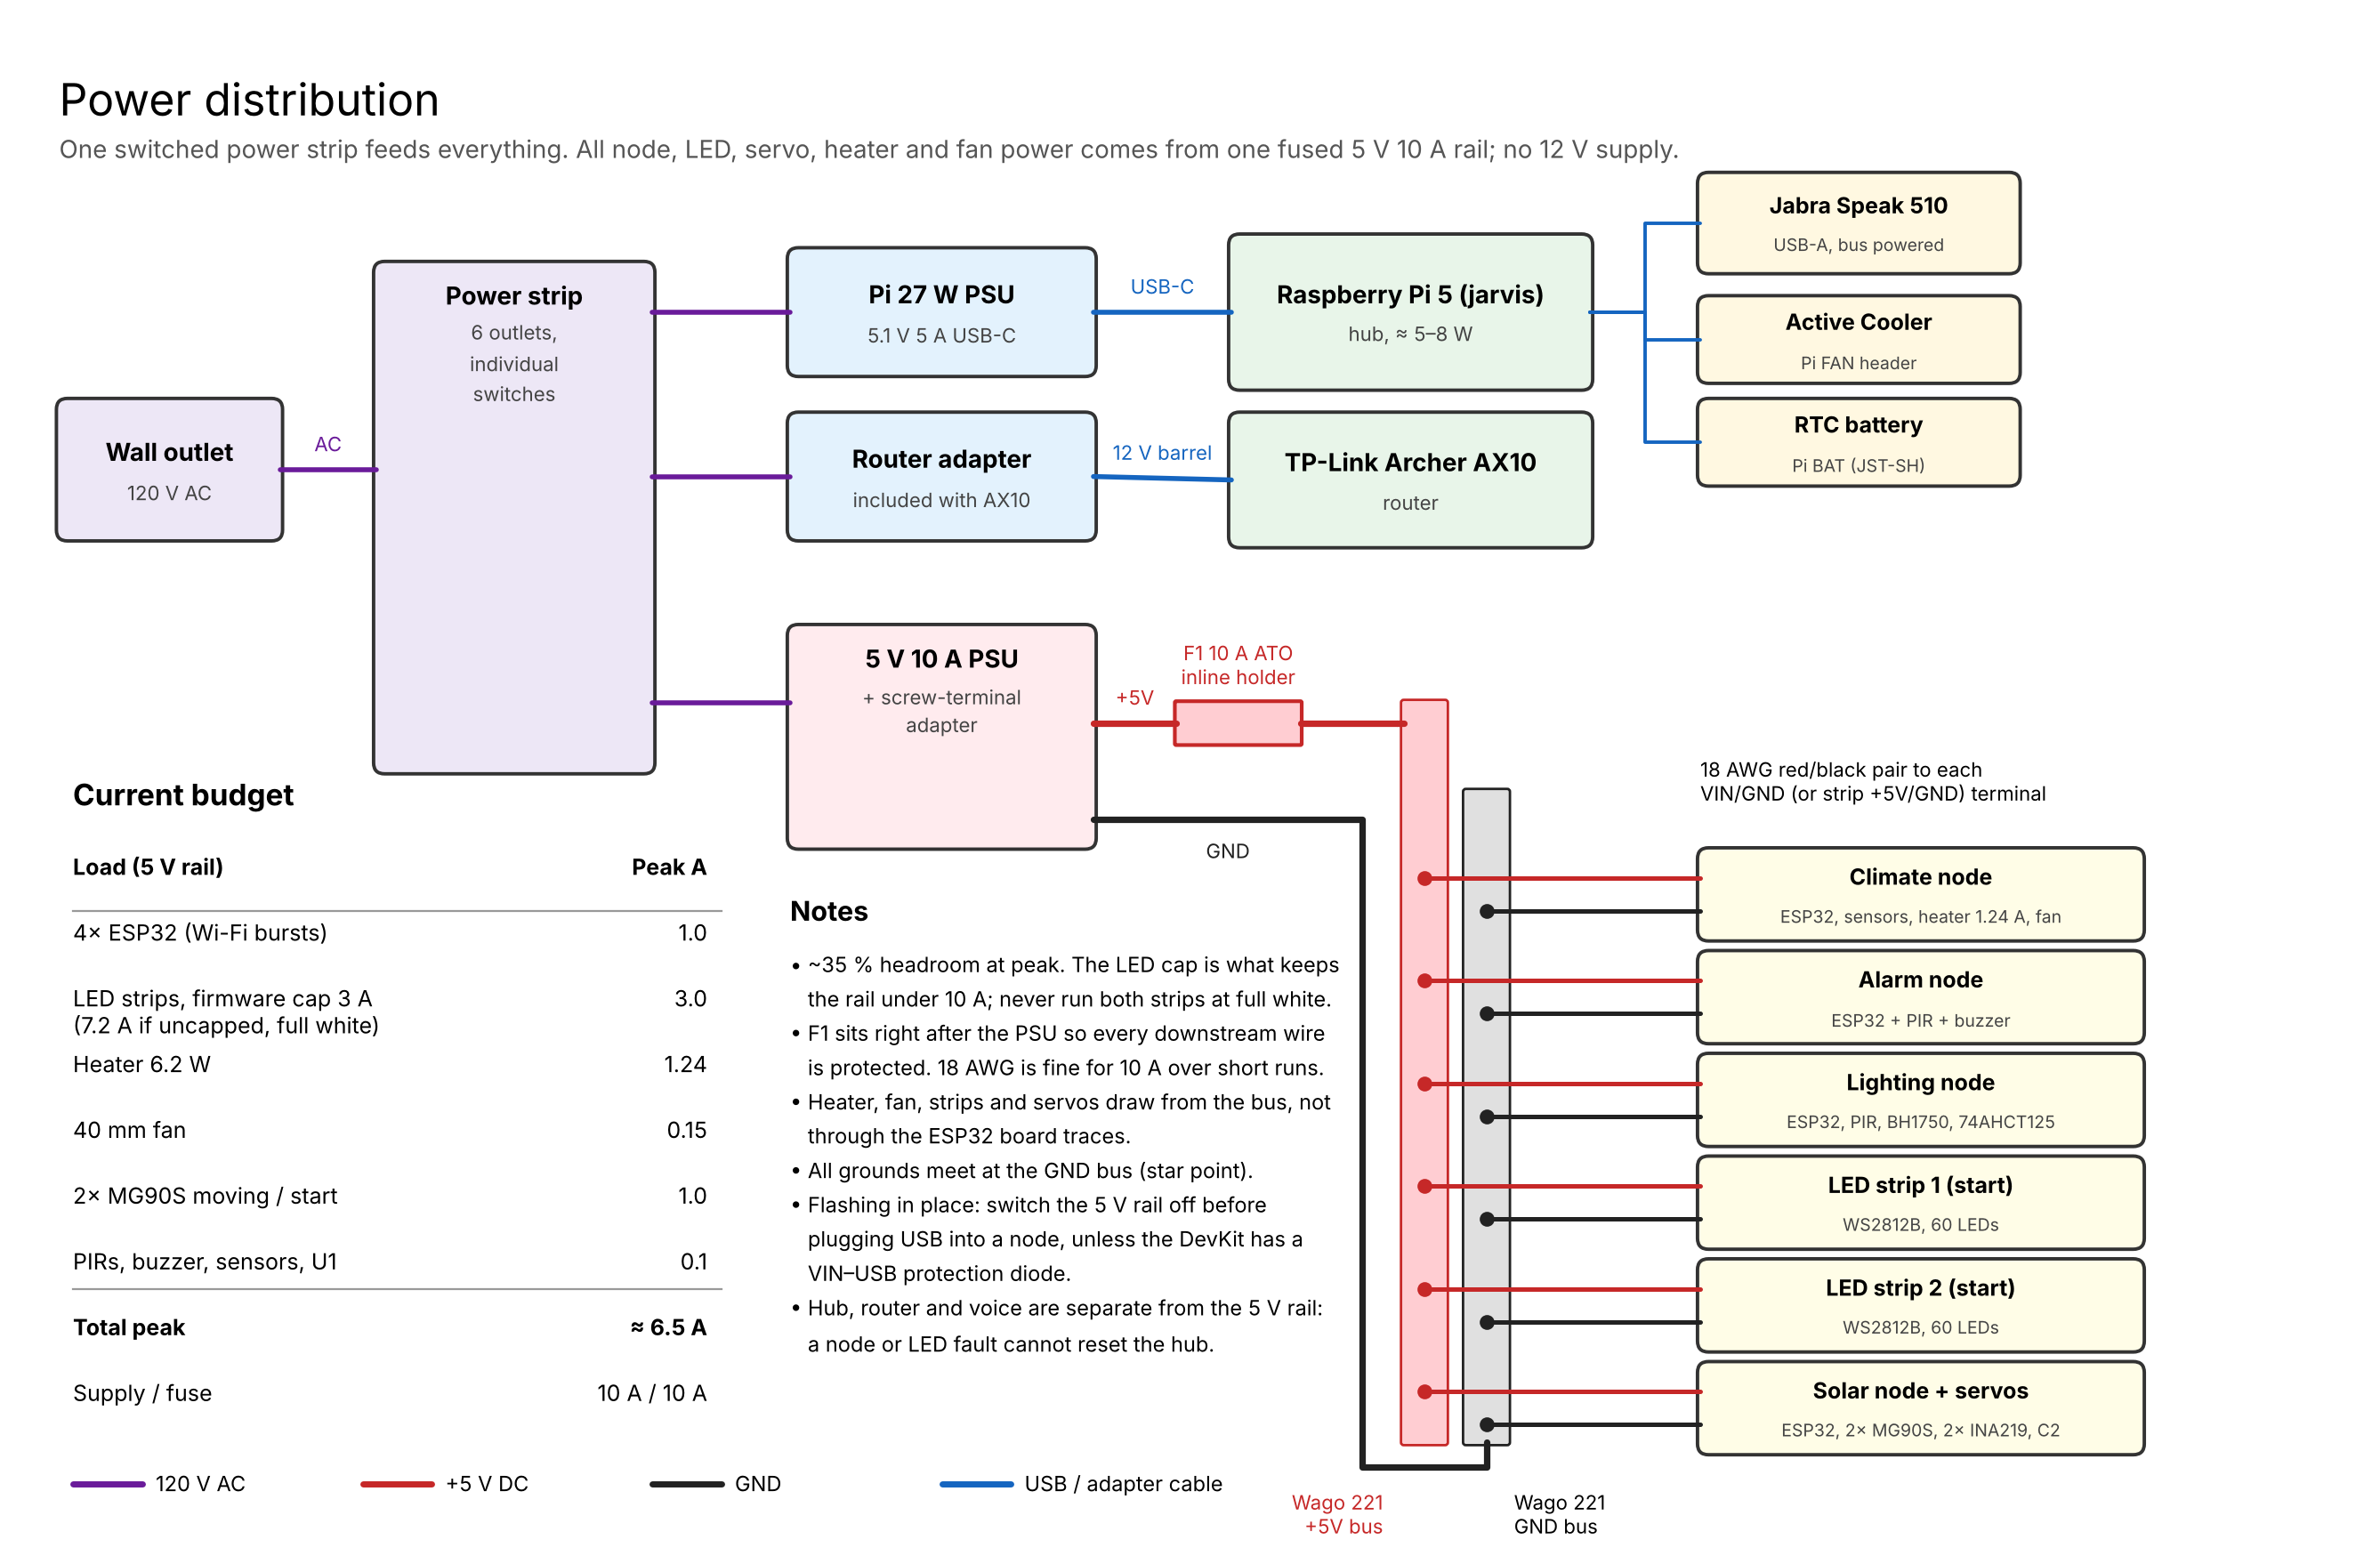 Power distribution
One switched power strip feeds everything. All node, LED, servo, heater and fan power comes from one fused 5 V 10 A rail; no 12 V supply.
Wall outlet
120 V AC
AC
Power strip
6 outlets,
individual
switches
Pi 27 W PSU
5.1 V 5 A USB-C
USB-C
Raspberry Pi 5 (jarvis)
hub, ≈ 5–8 W
Jabra Speak 510
USB-A, bus powered
Active Cooler
Pi FAN header
RTC battery
Pi BAT (JST-SH)
Router adapter
included with AX10
12 V barrel
TP-Link Archer AX10
router
5 V 10 A PSU
+ screw-terminal
adapter
+5V
F1 10 A ATO
inline holder
GND
18 AWG red/black pair to each
VIN/GND (or strip +5V/GND) terminal
Climate node
ESP32, sensors, heater 1.24 A, fan
Alarm node
ESP32 + PIR + buzzer
Lighting node
ESP32, PIR, BH1750, 74AHCT125
LED strip 1 (start)
WS2812B, 60 LEDs
LED strip 2 (start)
WS2812B, 60 LEDs
Solar node + servos
ESP32, 2× MG90S, 2× INA219, C2
Current budget
Load (5 V rail) Peak A
4× ESP32 (Wi-Fi bursts) 1.0
LED strips, firmware cap 3 A 3.0
(7.2 A if uncapped, full white)
Heater 6.2 W 1.24
40 mm fan 0.15
2× MG90S moving / start 1.0
PIRs, buzzer, sensors, U1 0.1
Total peak ≈ 6.5 A
Supply / fuse 10 A / 10 A
Notes
• ~35 % headroom at peak. The LED cap is what keeps
the rail under 10 A; never run both strips at full white.
• F1 sits right after the PSU so every downstream wire
is protected. 18 AWG is fine for 10 A over short runs.
• Heater, fan, strips and servos draw from the bus, not
through the ESP32 board traces.
• All grounds meet at the GND bus (star point).
• Flashing in place: switch the 5 V rail off before
plugging USB into a node, unless the DevKit has a
VIN–USB protection diode.
• Hub, router and voice are separate from the 5 V rail:
a node or LED fault cannot reset the hub.
120 V AC
+5 V DC
GND
USB / adapter cable
Wago 221
+5V bus
Wago 221
GND bus